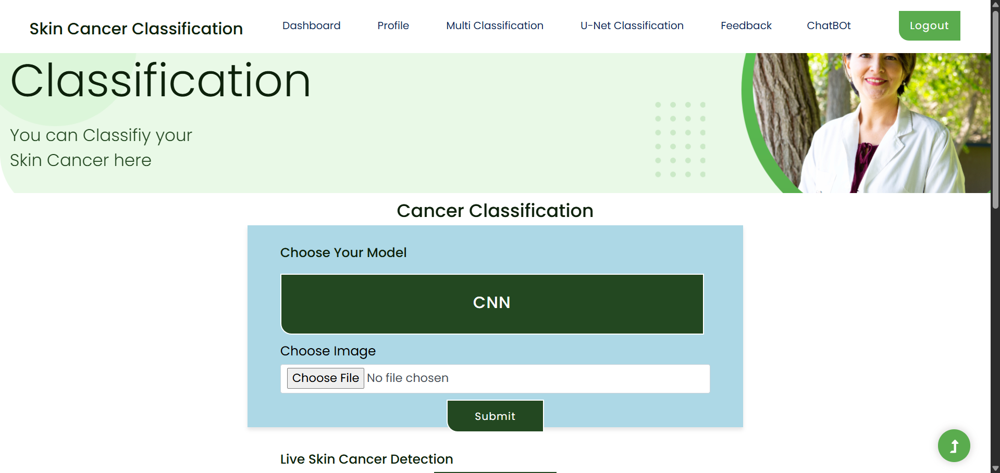 Skin Cancer Classification
Dashboard
Profile
Multi Classification
U-Net Classification
Feedback
ChatBOt
Logout
Classification
You can Classifiy your
Skin Cancer here
Cancer Classification
Choose Your Model
CNN
Choose Image
Choose File No file chosen
Submit
Live Skin Cancer Detection